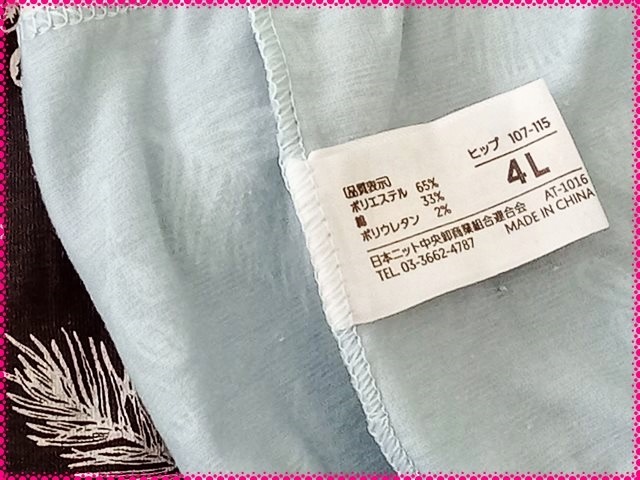 ヒップ 107-115
4L
(品質表示)
ポリエステル 65%
綿 33%
ポリウレタン 2%
AT-1016
日本ニット中央卸商業組合連合会
TEL. 03-3662-4787
MADE IN CHINA